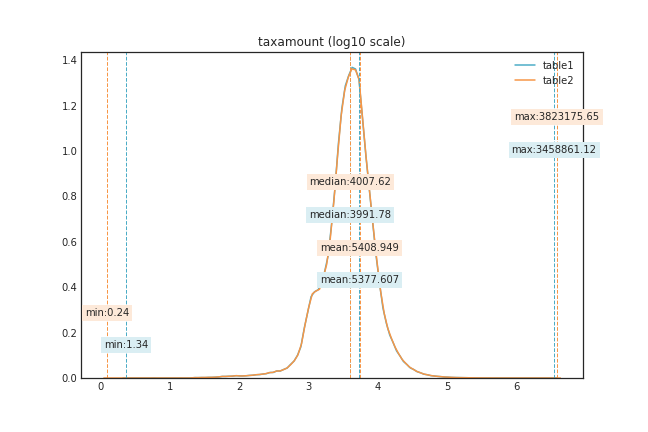 taxamount (log10 scale)
1.4
1.2
1.0
0.8
0.6
0.4
0.2
0.0
table1
table2
max:3823175.65
max:3458861.12
median:4007.62
median:3991.78
mean:5408.949
mean:5377.607
min:0.24
min:1.34
0 1 2 3 4 5 6